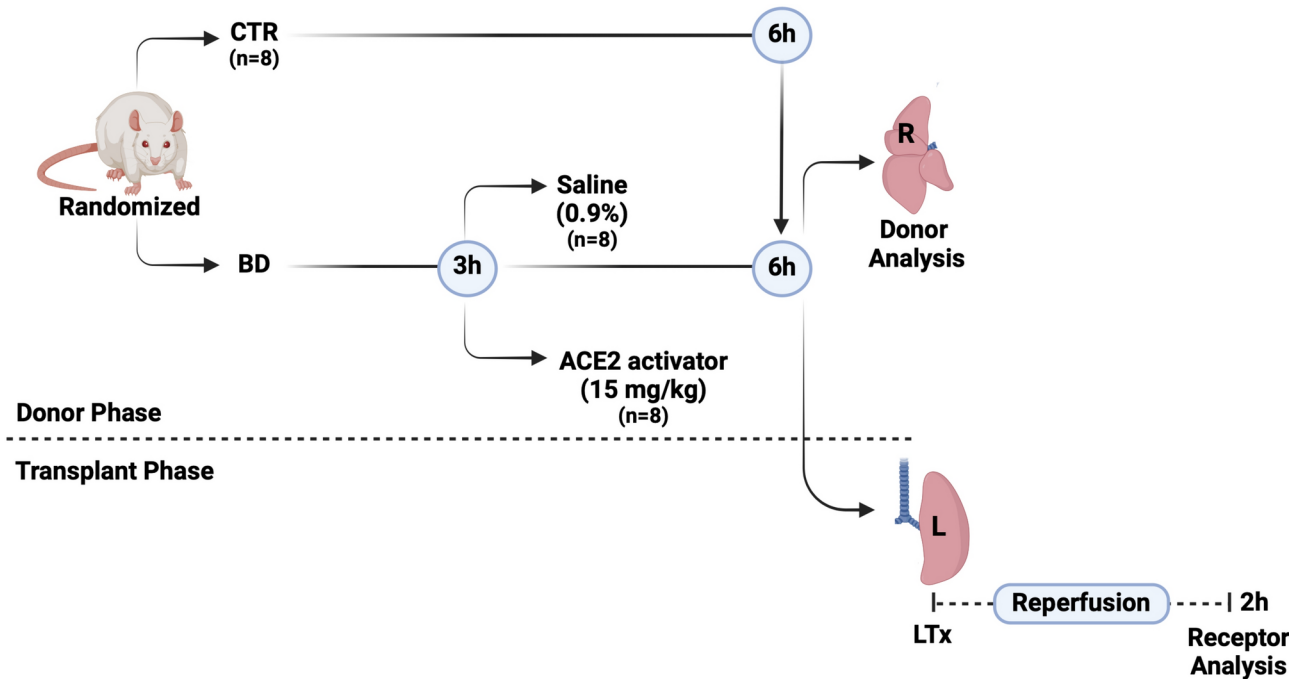 CTR
(n=8)
6h
Randomized
BD
3h
Saline
(0.9%)
(n=8)
6h
ACE2 activator
(15 mg/kg)
(n=8)
R
Donor
Analysis
Donor Phase
Transplant Phase
L
LTx
Reperfusion
2h
Receptor
Analysis